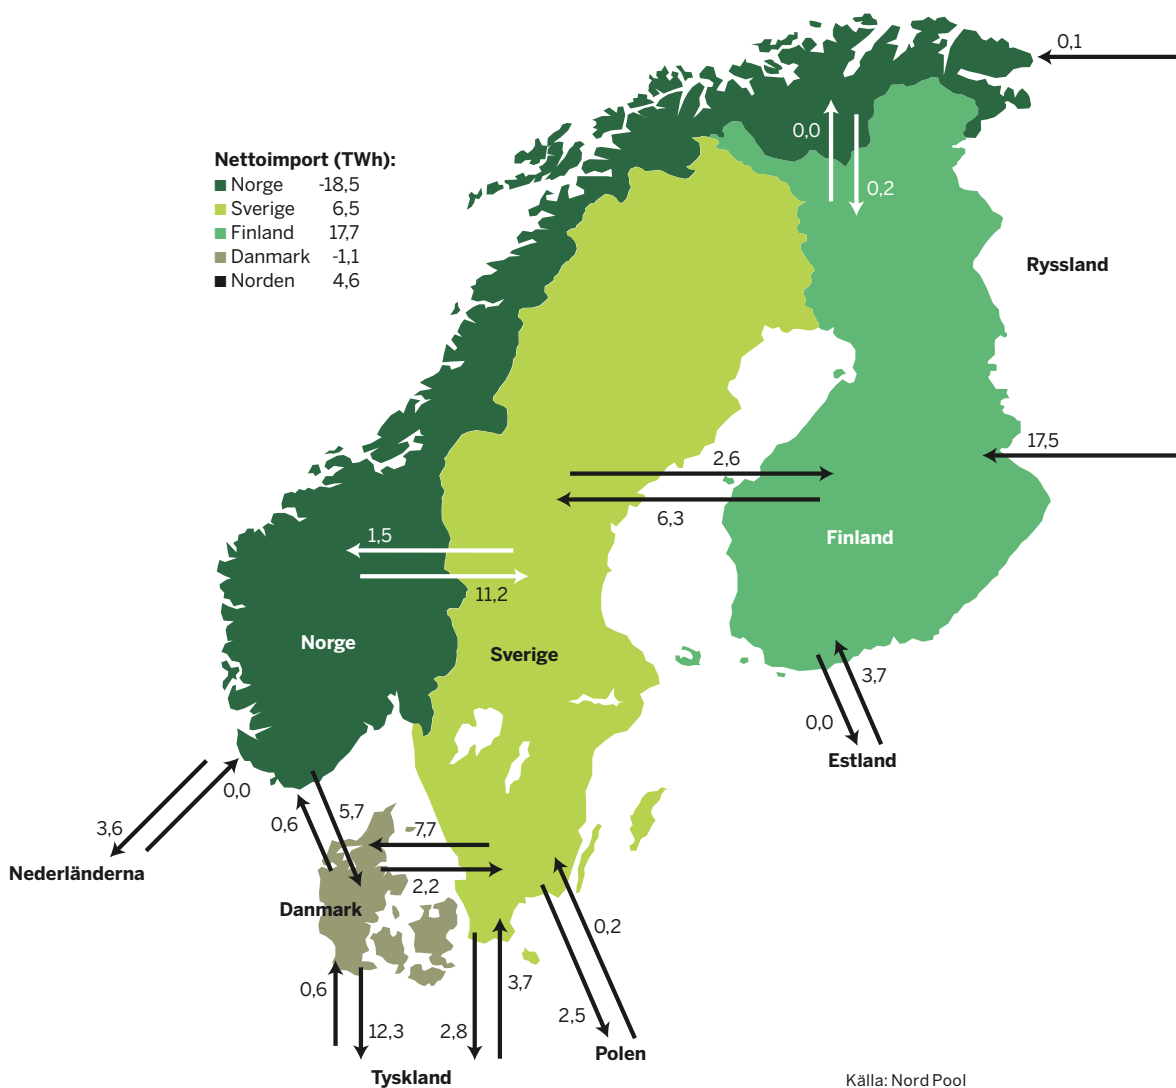 0,1
0,0
Nettoimport (TWh):
Norge -18,5
Sverige 6,5
Finland 17,7
Danmark -1,1
Norden 4,6
0,2
Ryssland
17,5
2,6
6,3
Finland
1,5
11,2
Norge
Sverige
3,7
0,0
Estland
0,0
3,6
5,7
0,6
7,7
Nederländerna
2,2
Danmark
0,2
0,6
3,7
2,5
12,3
2,8
Polen
Tyskland
Källa: Nord Pool